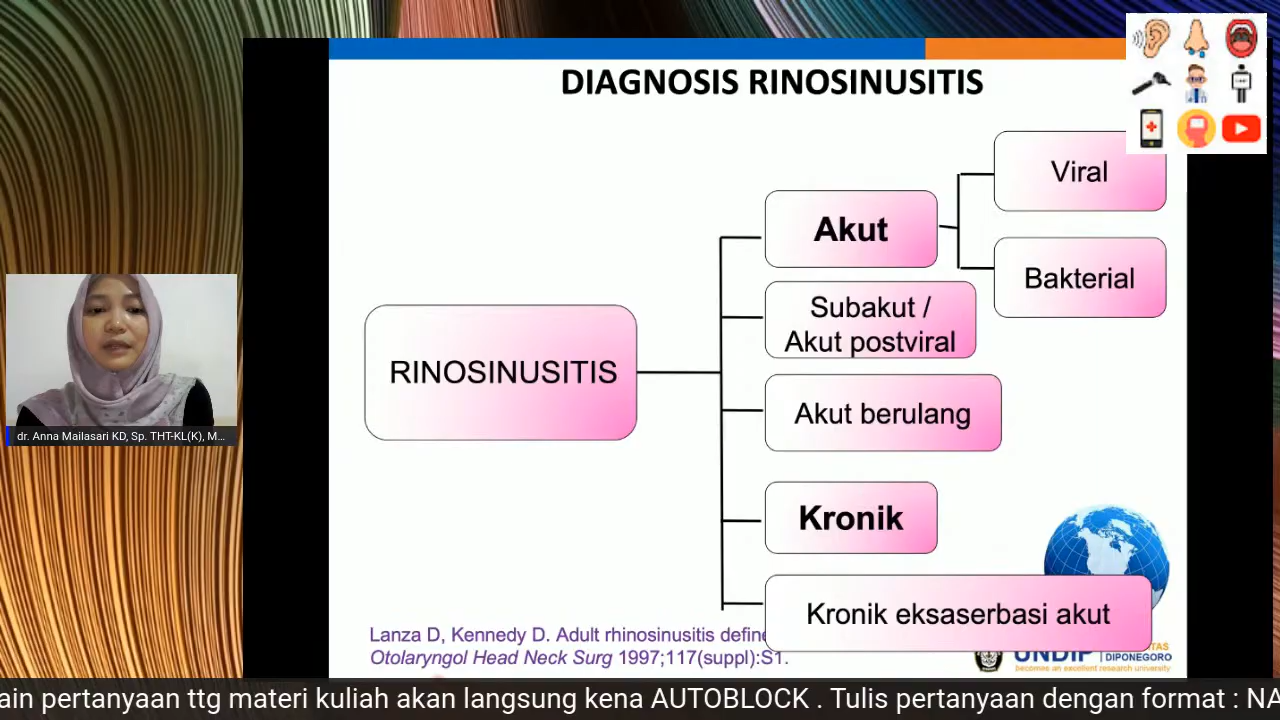 DIAGNOSIS RINOSINUSITIS
Viral
Akut
Bakterial
Subakut /
Akut postviral
RINOSINUSITIS
Akut berulang
dr. Anna Mailasari KD, Sp. THT-KL(K), M...
Kronik
Kronik eksaserbasi akut
Lanza D, Kennedy D. Adult rhinosinusitis define
Otolaryngol Head Neck Surg 1997;117(suppl):S1.
UNDIP
DIPONEGORO
becomes an excellent research university
ain pertanyaan ttg materi kuliah akan langsung kena AUTOBLOCK . Tulis pertanyaan dengan format : NA